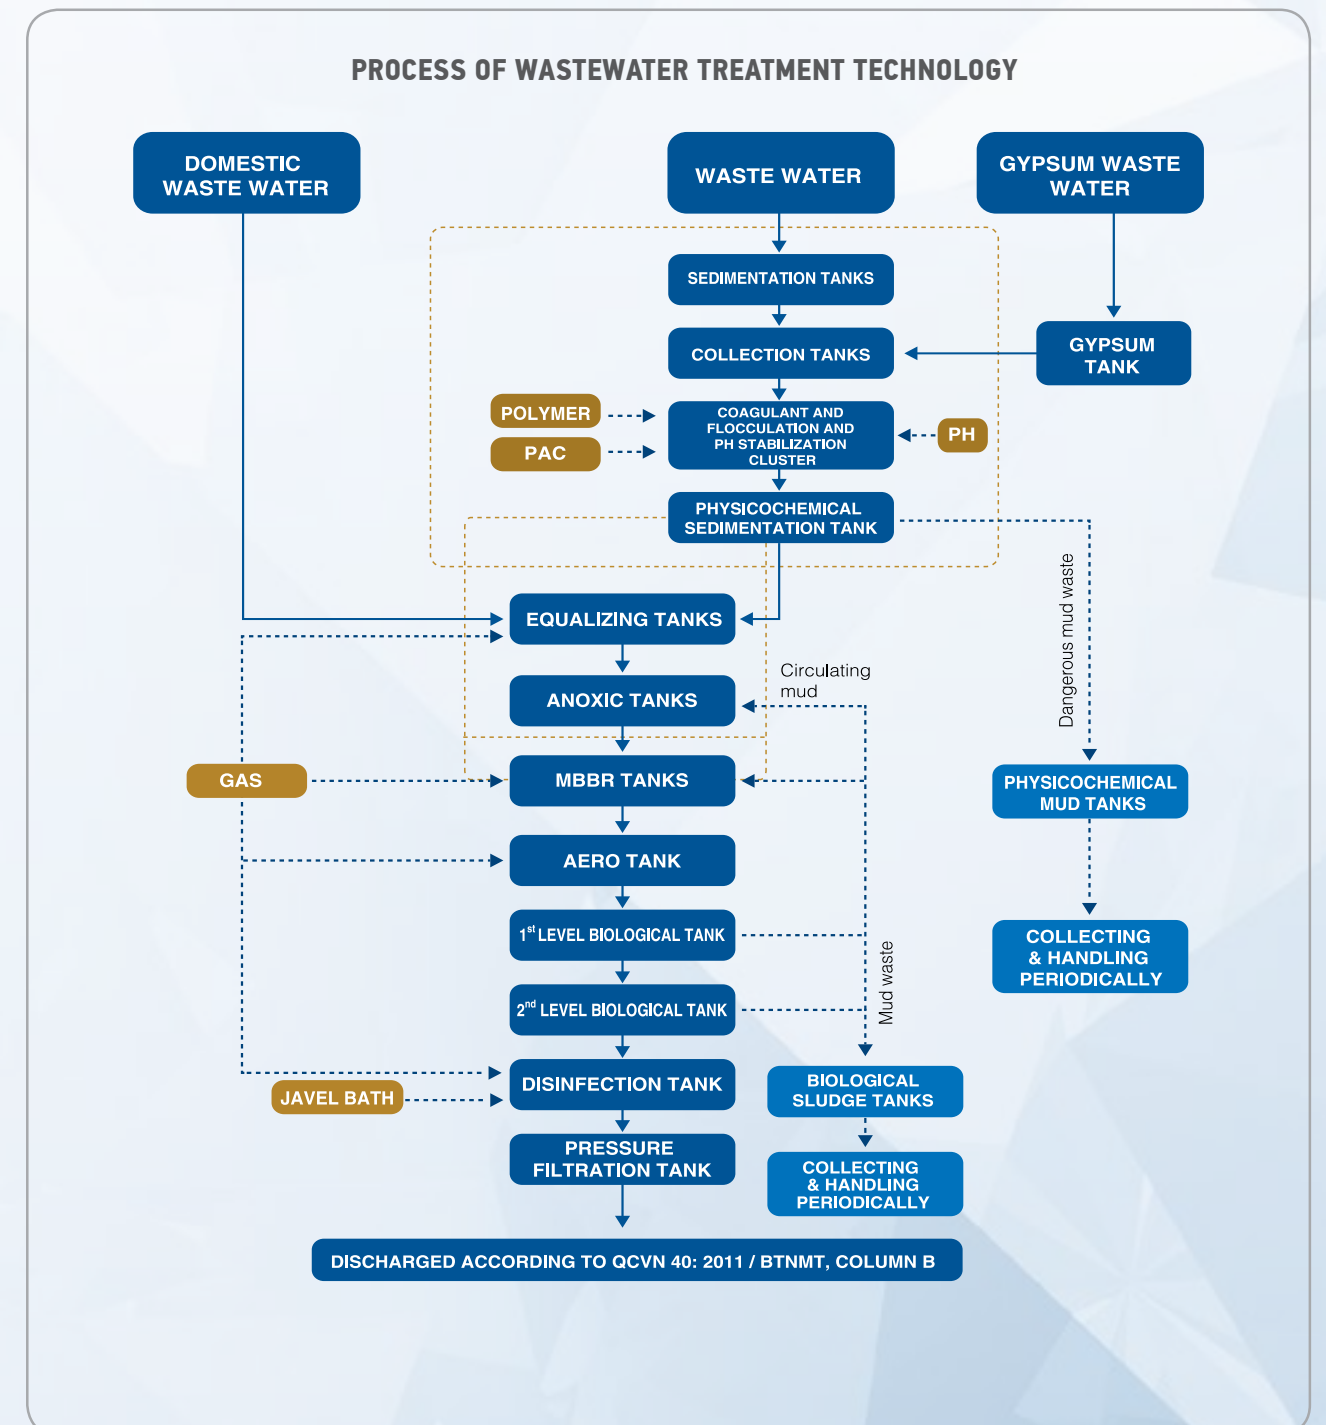 PROCESS OF WASTEWATER TREATMENT TECHNOLOGY
DOMESTIC
WASTE WATER
WASTE WATER
GYPSUM WASTE
WATER
SEDIMENTATION TANKS
COLLECTION TANKS
GYPSUM
TANK
POLYMER
PAC
COAGULANT AND
FLOCCULATION AND
PH STABILIZATION
CLUSTER
PH
PHYSICOCHEMICAL
SEDIMENTATION TANK
Dangerous mud waste
EQUALIZING TANKS
Circulating
mud
ANOXIC TANKS
GAS
MBBR TANKS
PHYSICOCHEMICAL
MUD TANKS
AERO TANK
1st LEVEL BIOLOGICAL TANK
COLLECTING
& HANDLING
PERIODICALLY
Mud waste
2nd LEVEL BIOLOGICAL TANK
DISINFECTION TANK
JAVEL BATH
BIOLOGICAL
SLUDGE TANKS
PRESSURE
FILTRATION TANK
COLLECTING
& HANDLING
PERIODICALLY
DISCHARGED ACCORDING TO QCVN 40: 2011 / BTNMT, COLUMN B